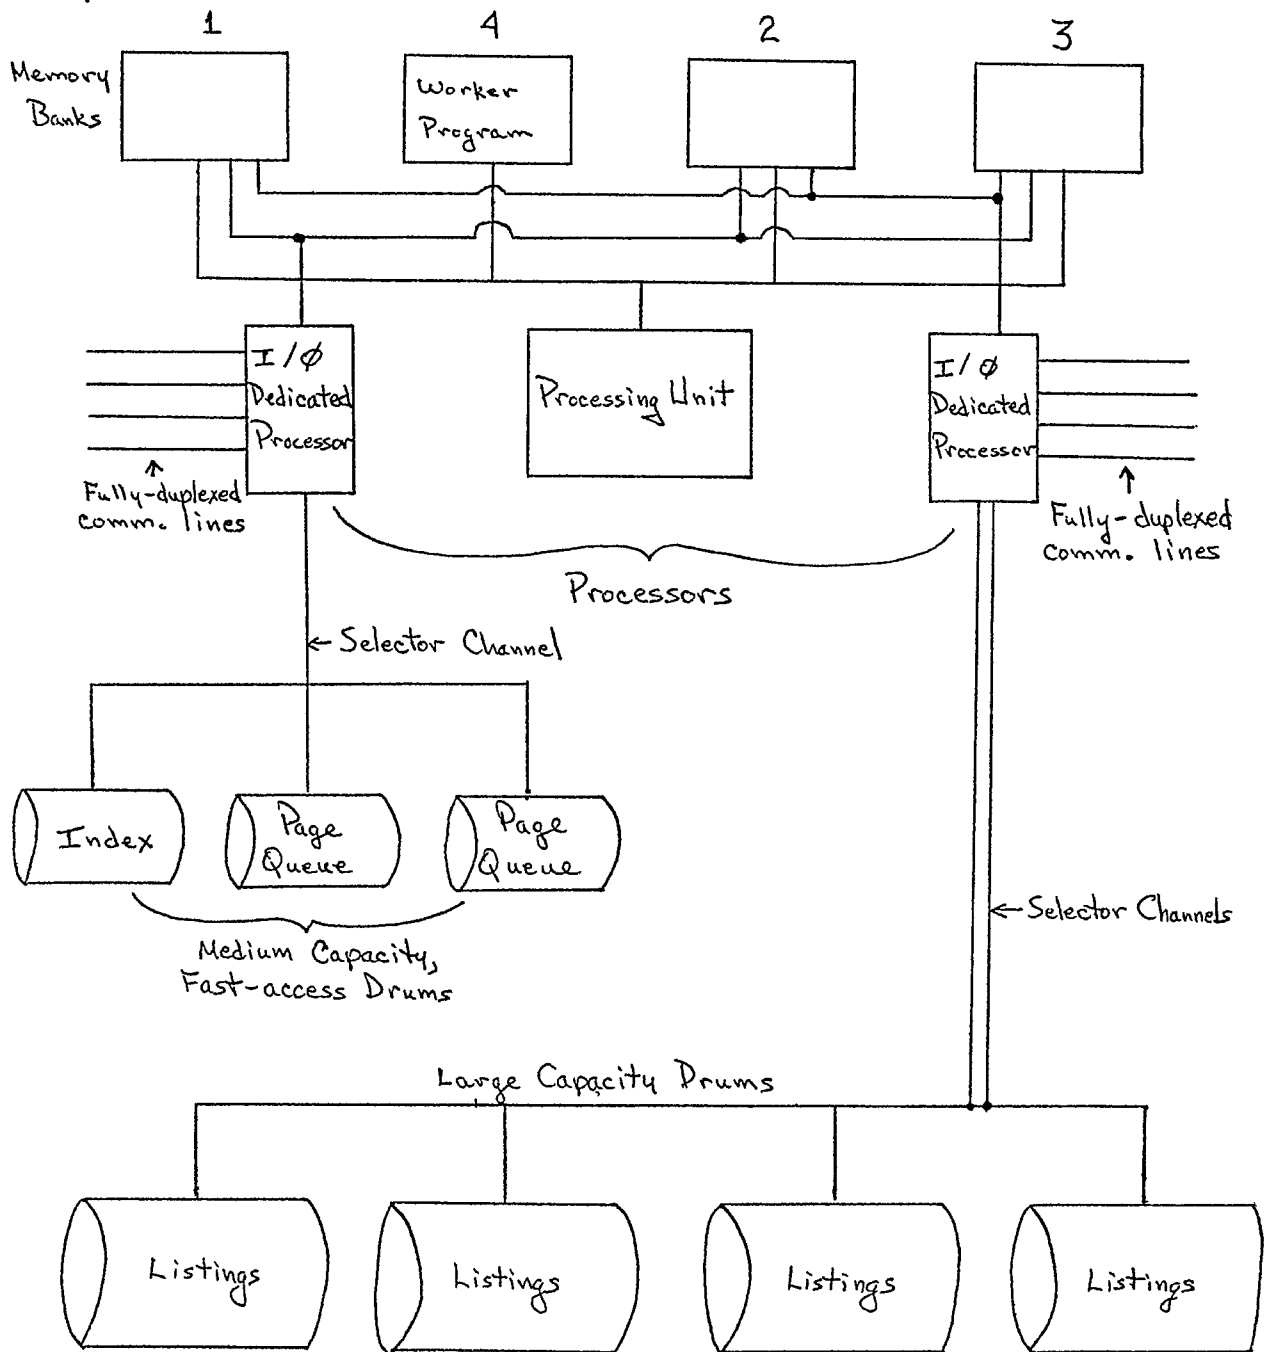 1
4
2
3
Memory
Banks
Worker
Program
I/Ø
Dedicated
Processor
Processing Unit
I/Ø
Dedicated
Processor
Fully-duplexed
comm. lines
Fully-duplexed
comm. lines
Processors
Selector Channel
Index
Page
Queue
Page
Queue
Medium Capacity,
Fast-access Drums
Selector Channels
Large Capacity Drums
Listings
Listings
Listings
Listings